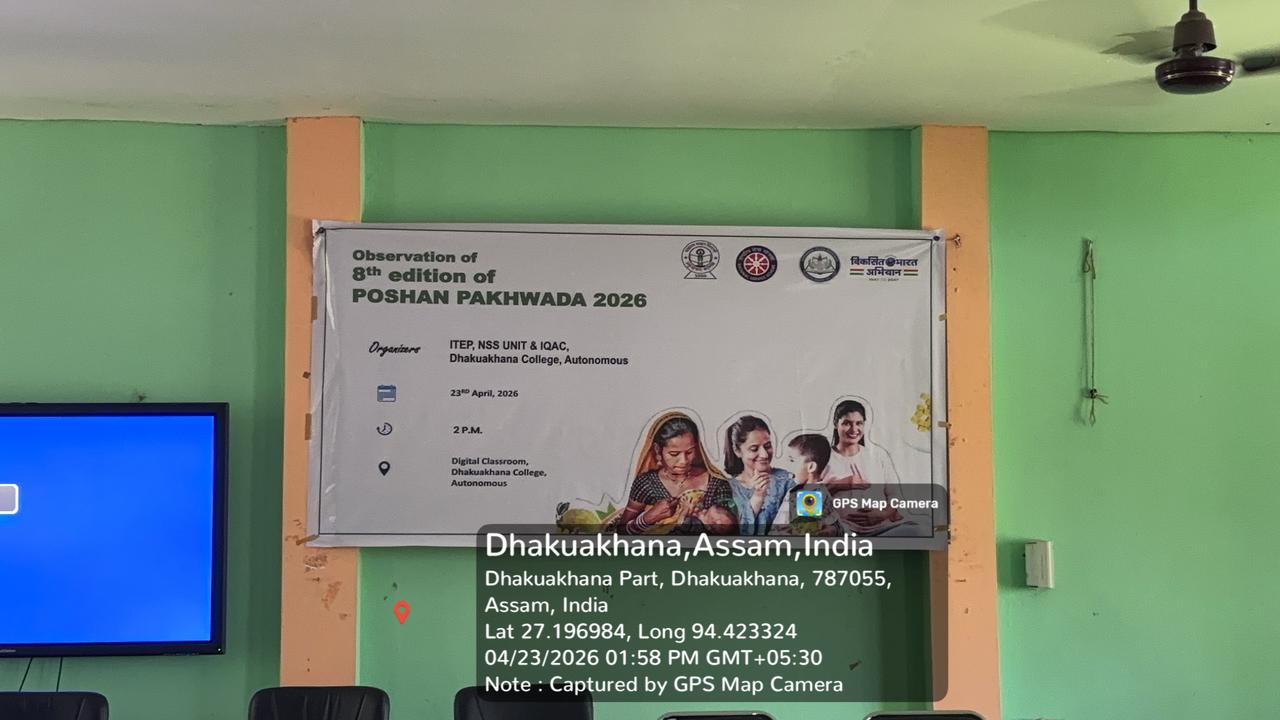 Observation of
8th edition of
POSHAN PAKHWADA 2026
विकसित भारत
अभियान
Organizers
ITEP, NSS UNIT & IQAC,
Dhakuakhana College, Autonomous
23RD April, 2026
2 P.M.
Digital Classroom,
Dhakuakhana College,
Autonomous
GPS Map Camera
Dhakuakhana,Assam,India
Dhakuakhana Part, Dhakuakhana, 787055,
Assam, India
Lat 27.196984, Long 94.423324
04/23/2026 01:58 PM GMT+05:30
Note : Captured by GPS Map Camera